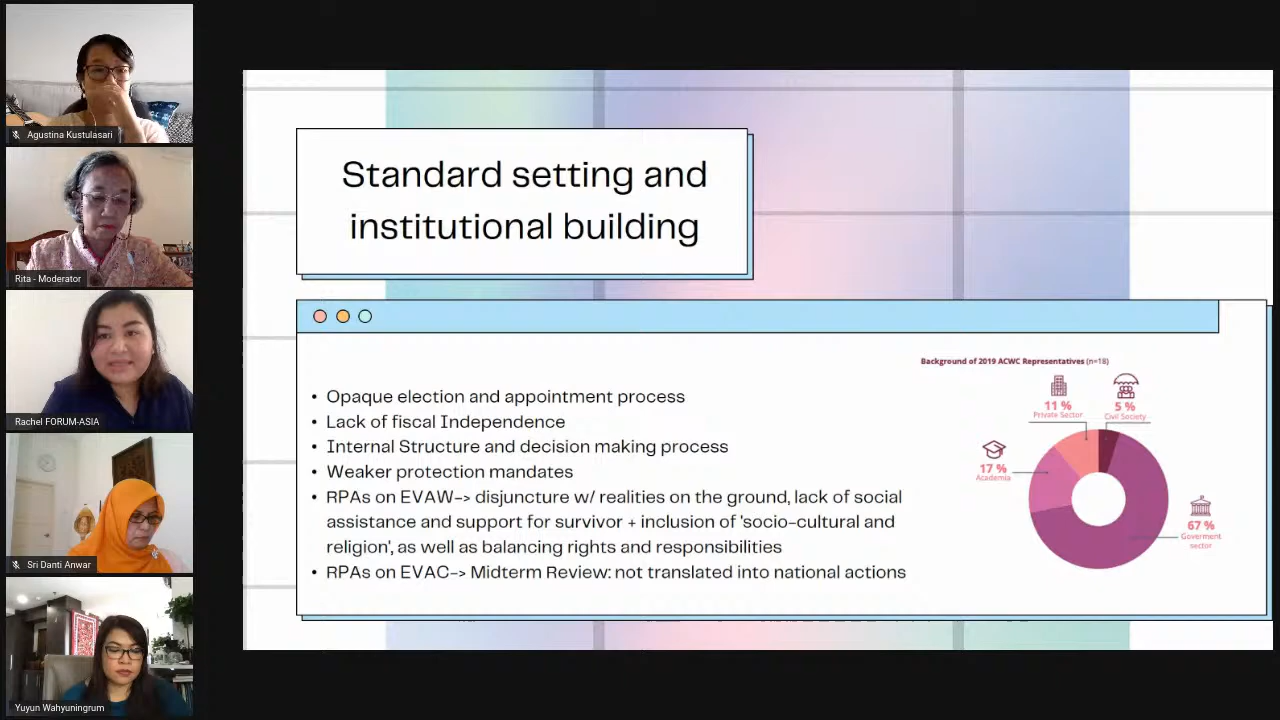 Agustina Kustulasari
Rita - Moderator
Rachel FORUM-ASIA
Sri Danti Anwar
Yuyun Wahyuningrum
Standard setting and
institutional building
• Opaque election and appointment process
• Lack of fiscal Independence
• Internal Structure and decision making process
• Weaker protection mandates
• RPAs on EVAW-> disjuncture w/ realities on the ground, lack of social
assistance and support for survivor + inclusion of 'socio-cultural and
religion', as well as balancing rights and responsibilities
• RPAs on EVAC-> Midterm Review: not translated into national actions
Background of 2019 ACWC Representatives (n=18)
11 %
Private Sector
5 %
Civil Society
17 %
Academia
67 %
Goverment
sector